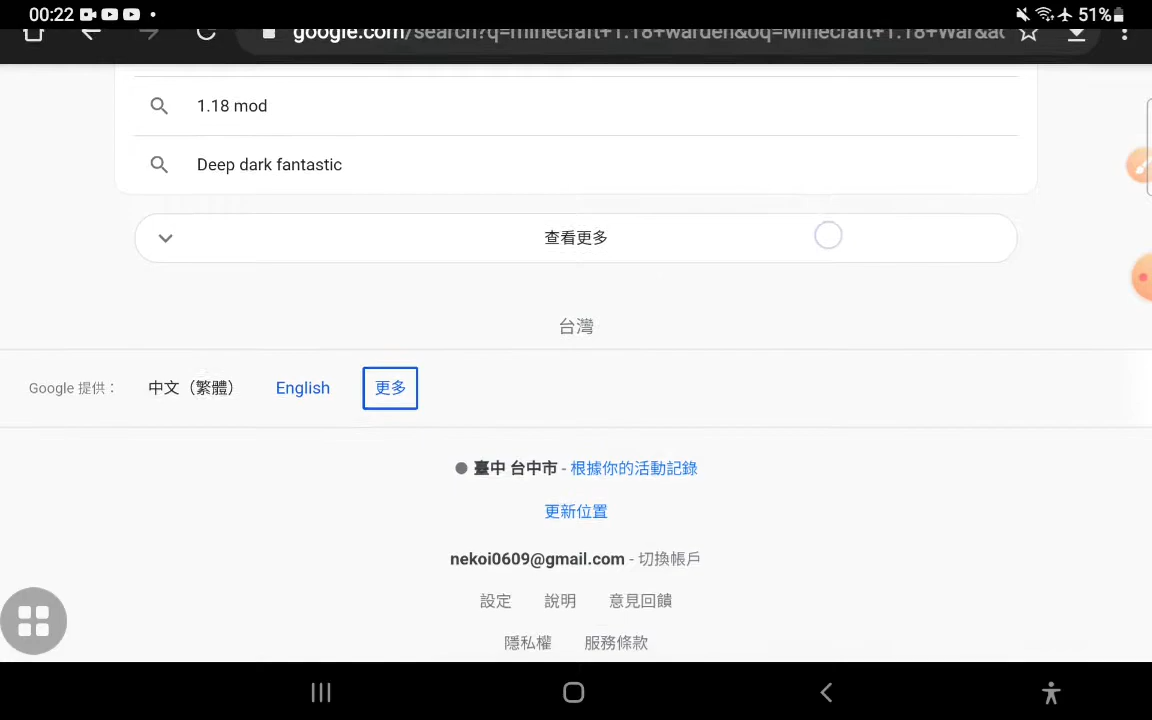 00:22
51%
google.com/search?q=minecraft+1.18+warden&oq=Minecraft+1.18+War&ac
1.18 mod
Deep dark fantastic
查看更多
台灣
Google 提供： 中文（繁體） English 更多
臺中 台中市 - 根據你的活動記錄
更新位置
nekoi0609@gmail.com - 切換帳戶
設定 說明 意見回饋
隱私權 服務條款